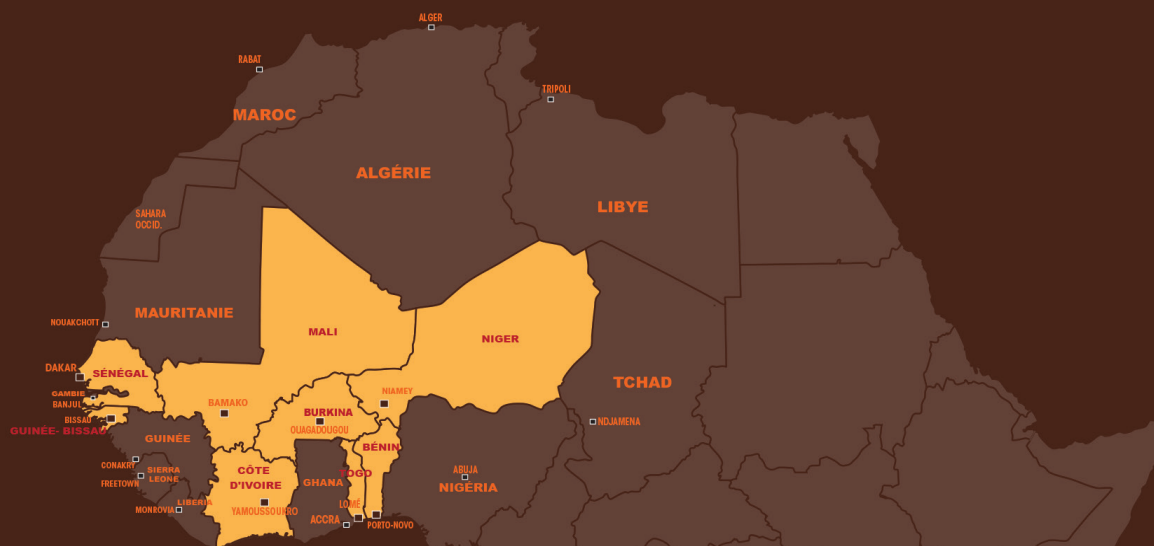 ALGER
RABAT
TRIPOLI
MAROC
ALGÉRIE
LIBYE
SAHARA
OCCID.
MAURITANIE
NOUAKCHOTT
MALI
NIGER
DAKAR
SÉNÉGAL
TCHAD
GAMBIE
BANJUL
BAMAKO
NIAMEY
BURKINA
OUAGADOUGOU
BISSAU
GUINÉE- BISSAU
NDJAMENA
GUINÉE
BÉNIN
CONAKRY
SIERRA
LEONE
FREETOWN
CÔTE
D'IVOIRE
GHANA
TOGO
ABUJA
NIGÉRIA
LIBERIA
MONROVIA
YAMOUSSOUKRO
LOMÉ
ACCRA
PORTO-NOVO